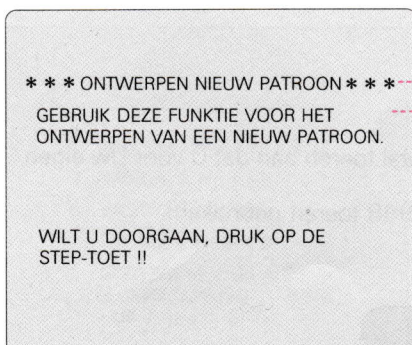 * * * ONTWERPEN NIEUW PATROON * * *
GEBRUIK DEZE FUNKTIE VOOR HET
ONTWERPEN VAN EEN NIEUW PATROON.
WILT U DOORGAAN, DRUK OP DE
STEP-TOET !!